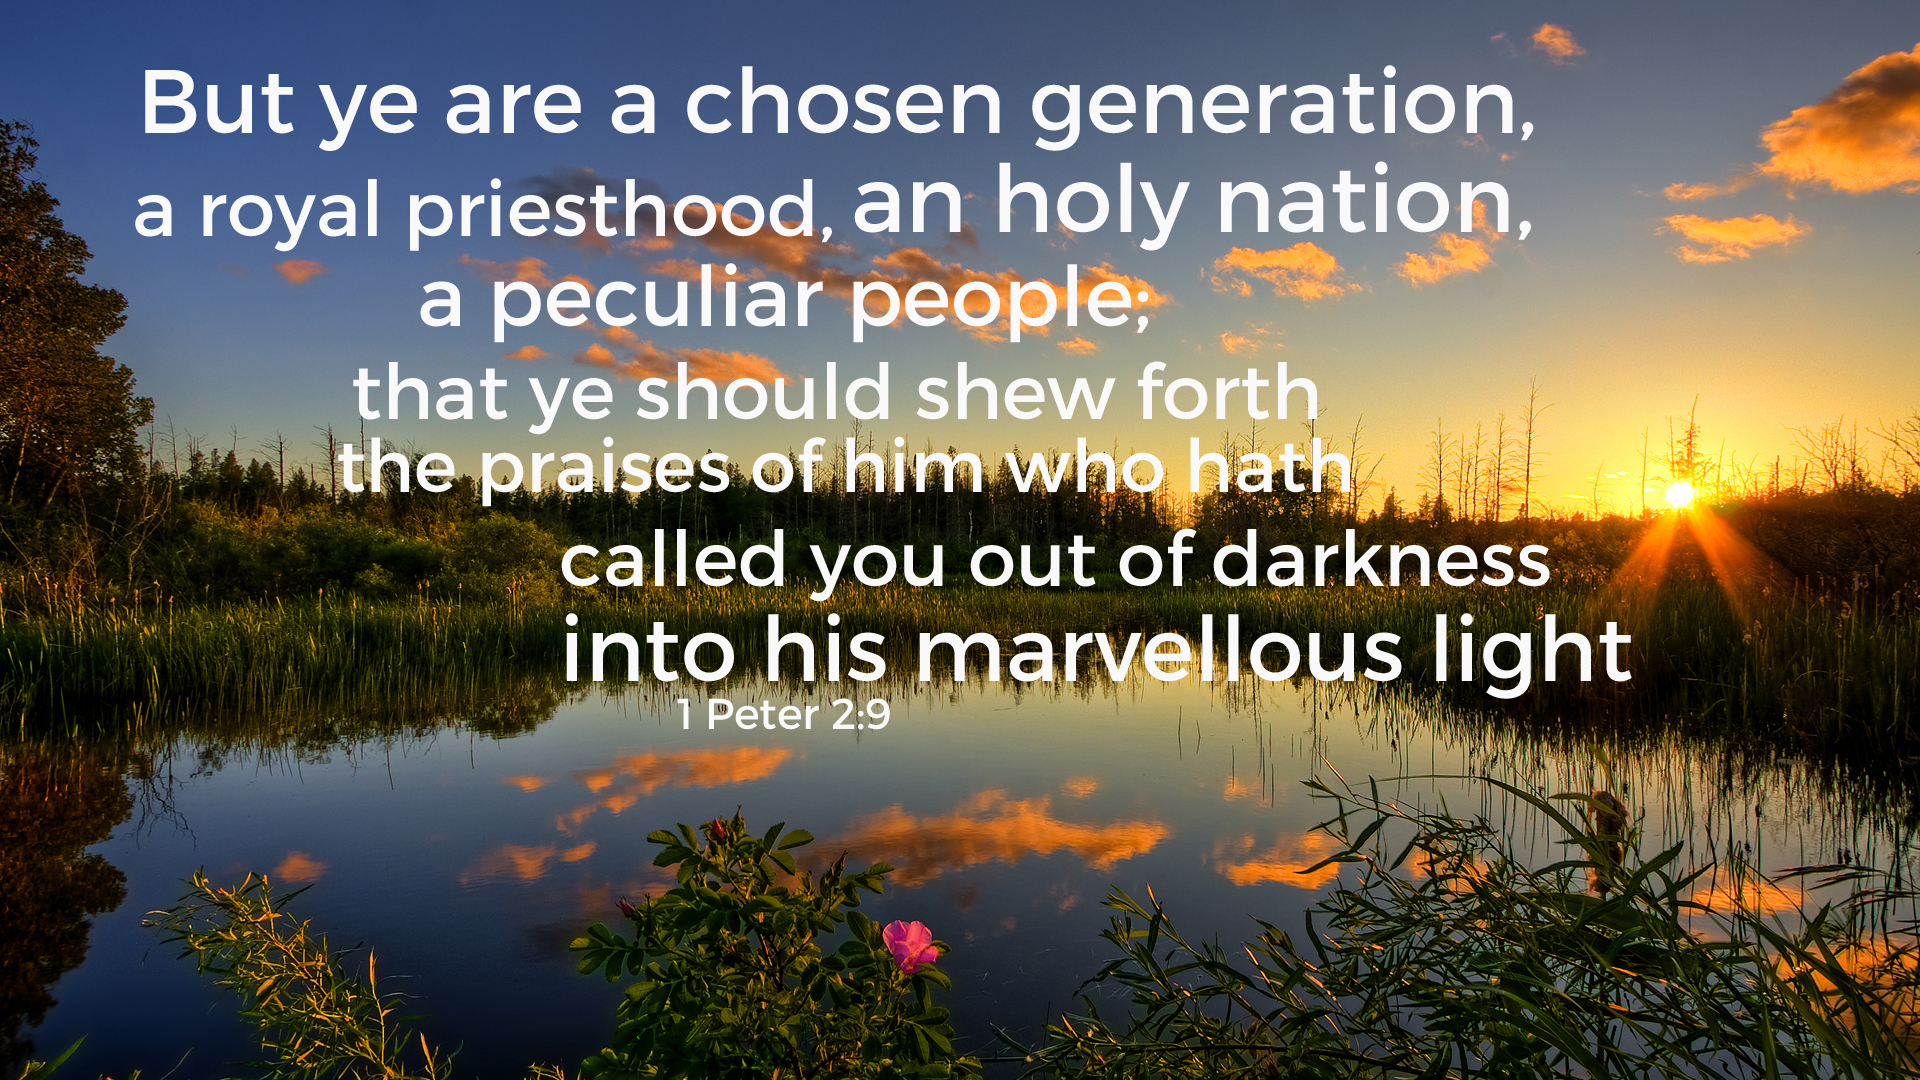 But ye are a chosen generation,
a royal priesthood, an holy nation,
a peculiar people;
that ye should shew forth
the praises of him who hath
called you out of darkness
into his marvellous light
1 Peter 2:9